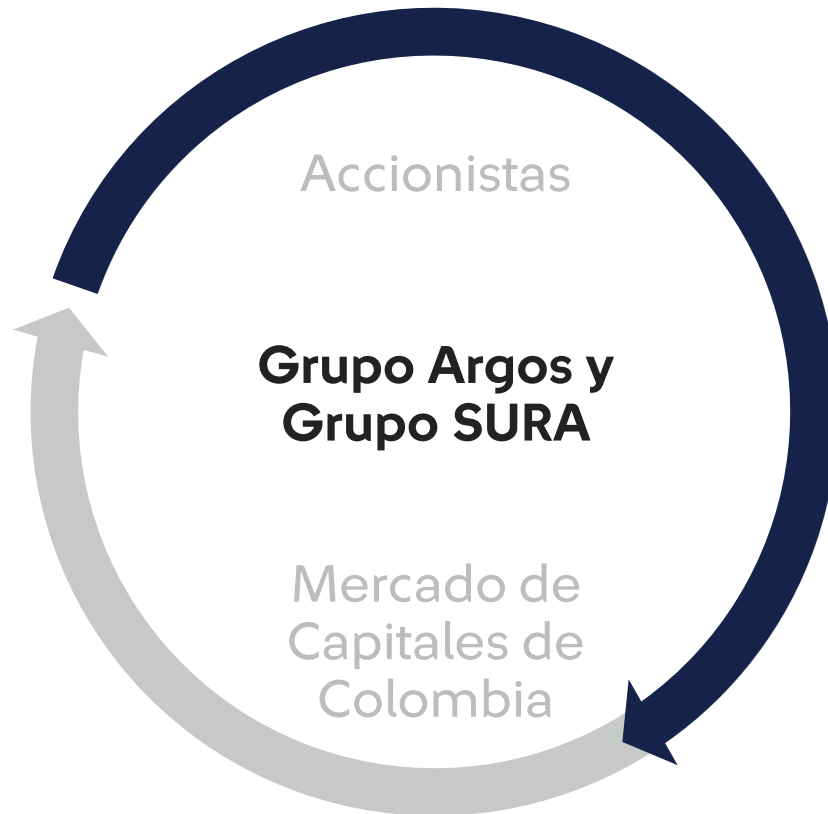 Accionistas
Grupo Argos y
Grupo SURA
Mercado de
Capitales de
Colombia